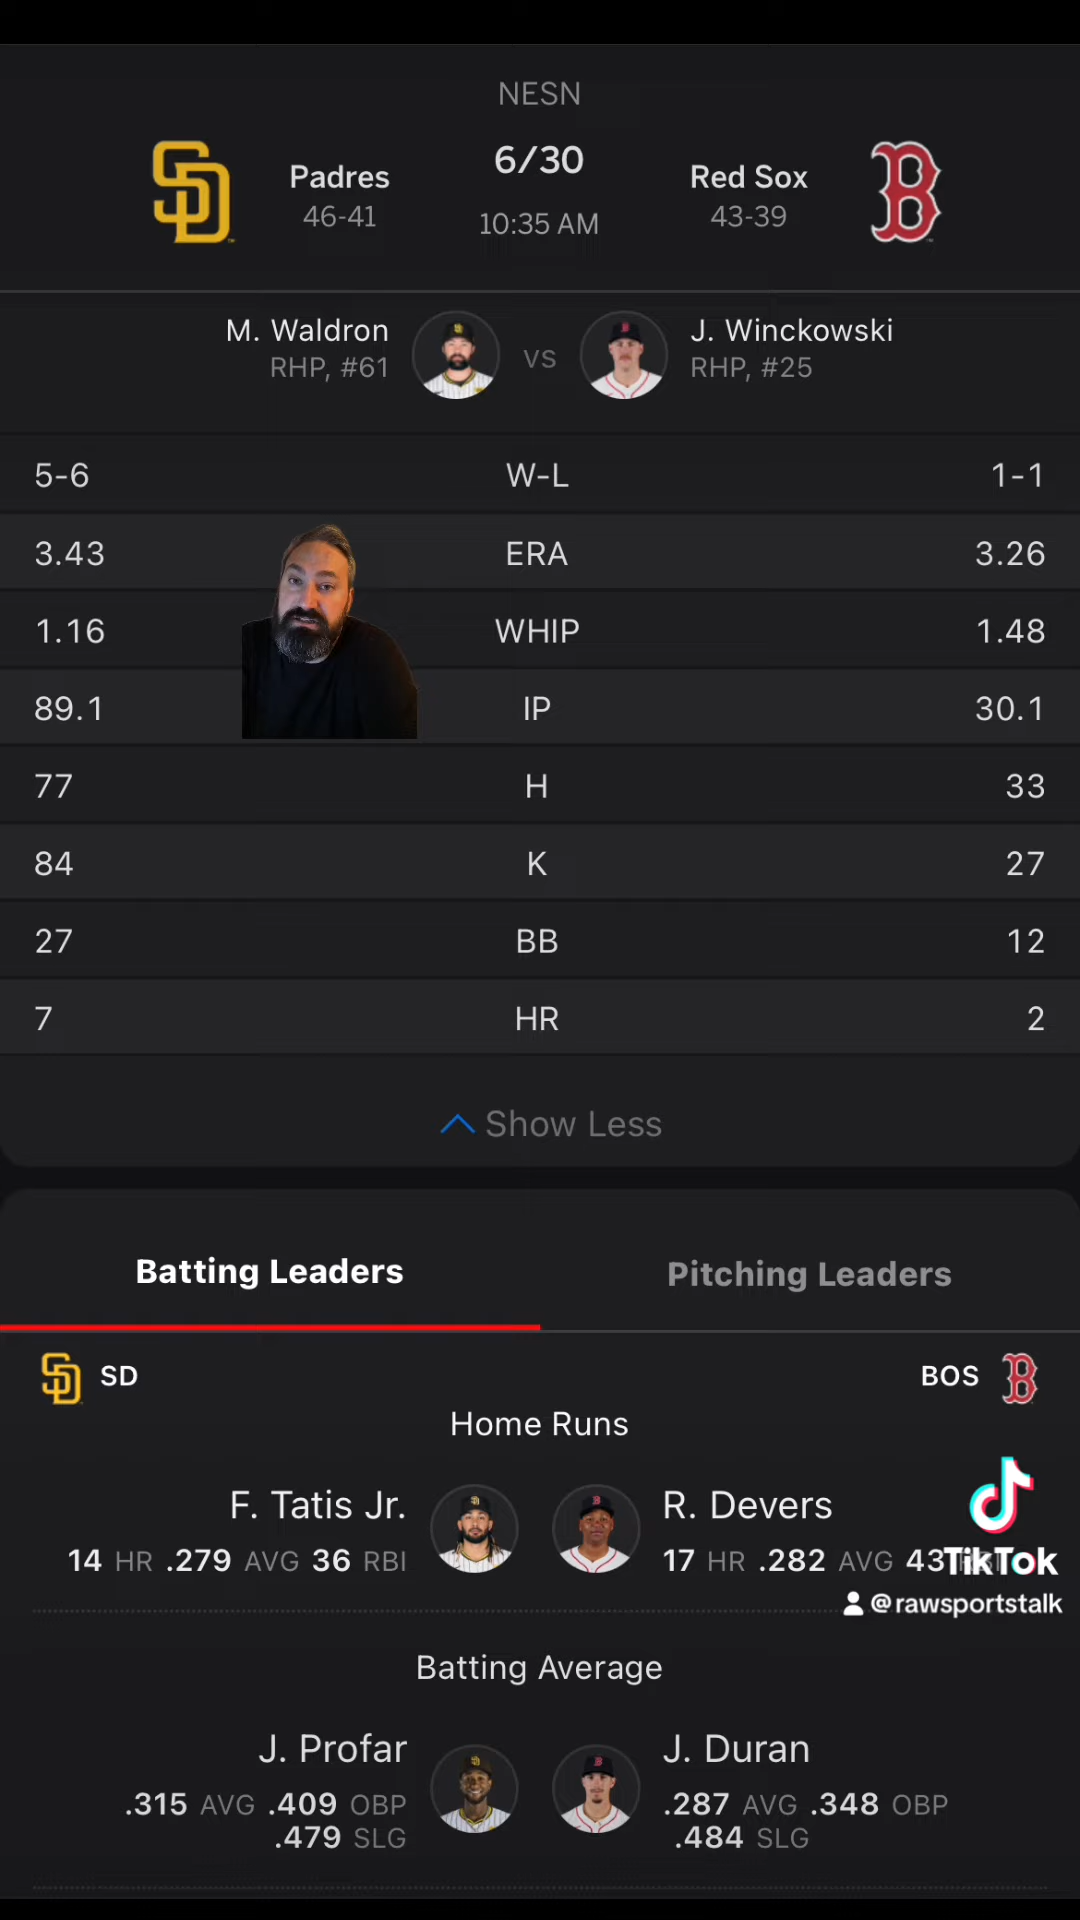 NESN
Padres
46-41
6/30
10:35 AM
Red Sox
43-39
M. Waldron
RHP, #61
VS
J. Winckowski
RHP, #25
5-6 W-L 1-1
3.43 ERA 3.26
1.16 WHIP 1.48
89.1 IP 30.1
77 H 33
84 K 27
27 BB 12
7 HR 2
Show Less
Batting Leaders
Pitching Leaders
SD
BOS
Home Runs
F. Tatis Jr.
14 HR .279 AVG 36 RBI
R. Devers
17 HR .282 AVG 43
TikTok
@rawsportstalk
Batting Average
J. Profar
.315 AVG .409 OBP
.479 SLG
J. Duran
.287 AVG .348 OBP
.484 SLG